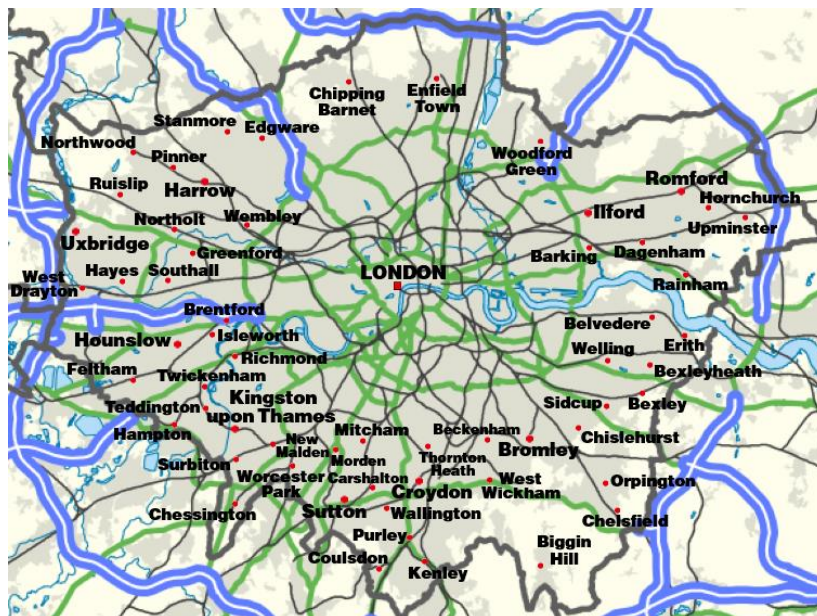 Chipping
Barnet
Enfield
Town
Stanmore
Edgware
Northwood
Pinner
Woodford
Green
Ruislip
Harrow
Romford
Hornchurch
Northolt
Wembley
Ilford
Upminster
Uxbridge
Greenford
Barking
Dagenham
West
Drayton
Hayes
Southall
LONDON
Rainham
Brentford
Belvedere
Hounslow
Isleworth
Erith
Richmond
Welling
Feltham
Bexleyheath
Twickenham
Kingston
upon Thames
Teddington
Sidcup
Bexley
Hampton
New
Malden
Mitcham
Beckenham
Bromley
Chislehurst
Surbiton
Morden
Thornton
Heath
Worcester
Park
Carshalton
Croydon
West
Wickham
Orpington
Chessington
Sutton
Wallington
Chelsfield
Purley
Biggin
Hill
Coulsdon
Kenley